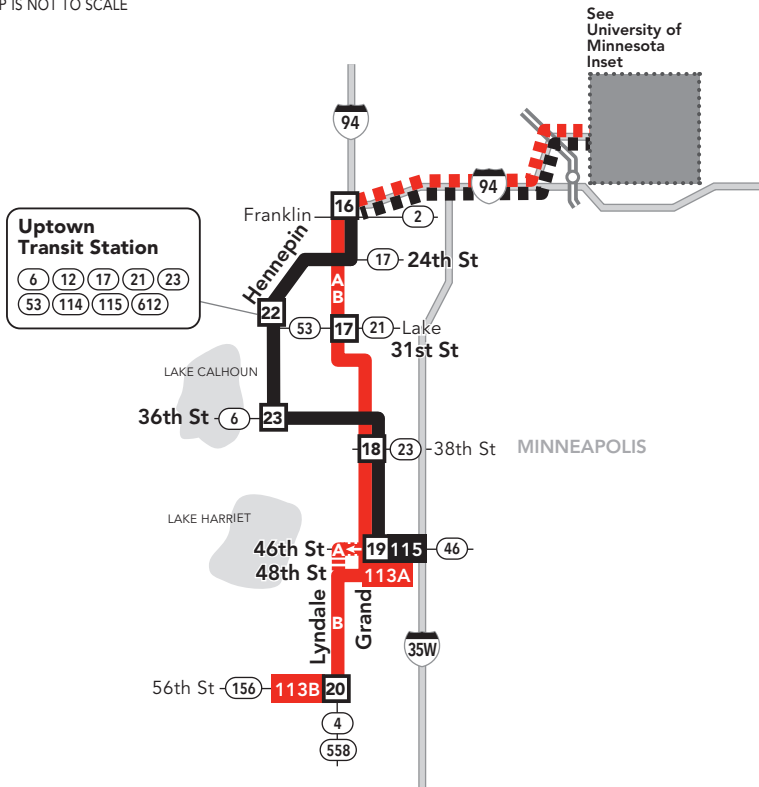 P IS NOT TO SCALE
See
University of
Minnesota
Inset
94
94
16
Franklin
2
Uptown
Transit Station
6 12 17 21 23
53 114 115 612
Hennepin
17 24th St
A
B
22
53 17 21 Lake
31st St
LAKE CALHOUN
36th St 6 23
18 23 38th St
MINNEAPOLIS
LAKE HARRIET
46th St A 19 115 46
48th St 113A
Lyndale
B
Grand
35W
56th St 156 113B 20
4
558